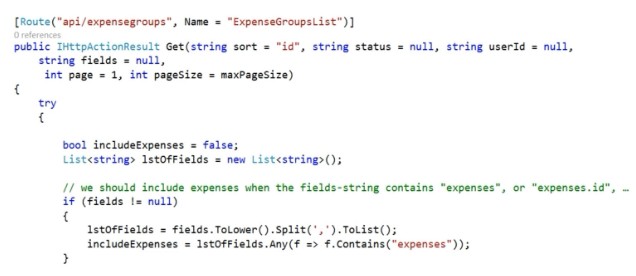 [Route("api/expensegroups", Name = "ExpenseGroupsList")]
0 references
public IHttpActionResult Get(string sort = "id", string status = null, string userId = null,
string fields = null,
int page = 1, int pageSize = maxPageSize)
{
try
{
bool includeExpenses = false;
List<string> lstOfFields = new List<string>();
// we should include expenses when the fields-string contains "expenses", or "expenses.id", …
if (fields != null)
{
lstOfFields = fields.ToLower().Split(',').ToList();
includeExpenses = lstOfFields.Any(f => f.Contains("expenses"));
}